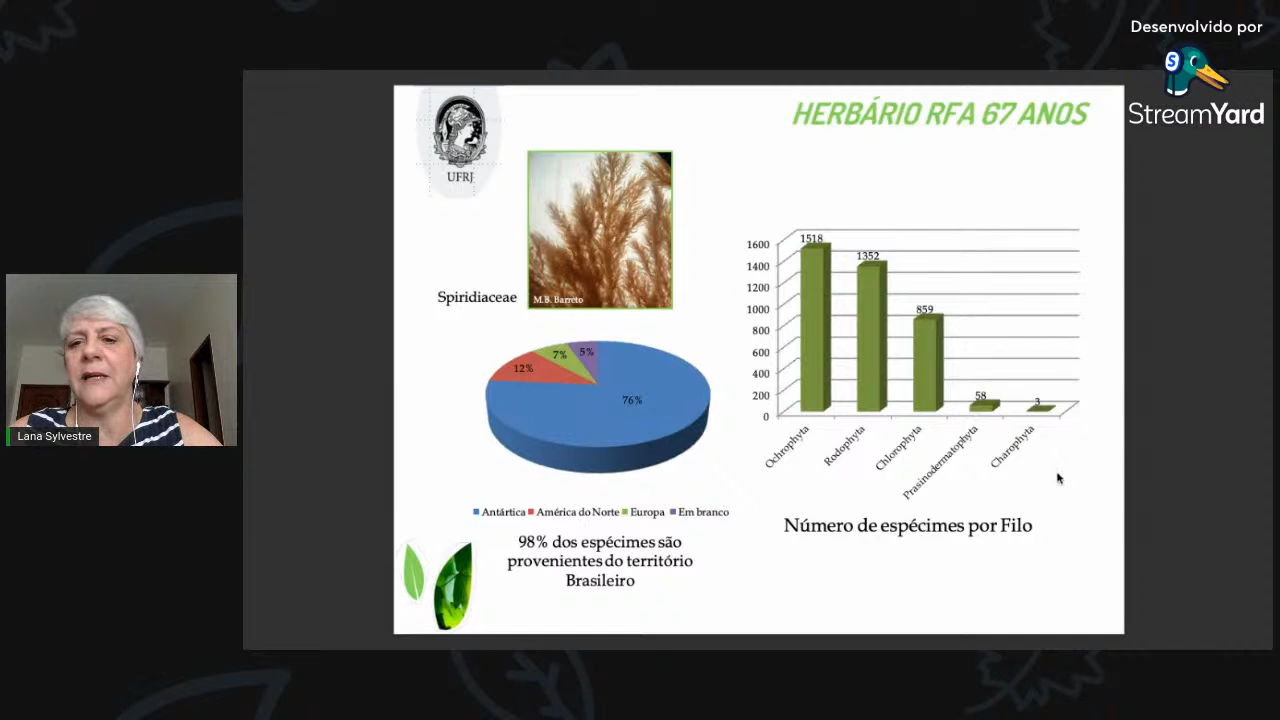 Desenvolvido por
StreamYard
HERBÁRIO RFA 67 ANOS
UFRJ
Spiridiaceae
M.B. Barreto
5%
7%
12%
76%
Antártica América do Norte Europa Em branco
98% dos espécimes são
provenientes do território
Brasileiro
1600
1400
1200
1000
800
600
400
200
0
1518
1352
859
58
3
Ochrophyta
Rodophyta
Chlorophyta
Prasinodermatophyta
Charophyta
Número de espécimes por Filo
Lana Sylvestre